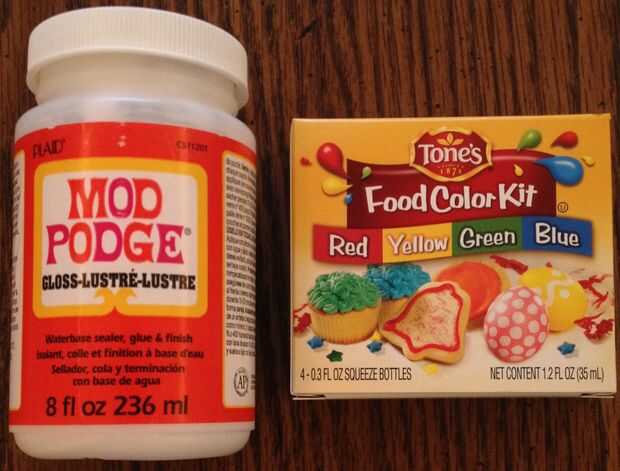 PLAID®
CS11201
MOD
PODGE®
GLOSS-LUSTRÉ-LUSTRE
Waterbase sealer, glue & finish
Isolant, colle et finition à base d'eau
Sellador, cola y terminación
con base de agua
8 fl oz 236 ml
AP
TONE'S
1873
Food Color Kit
Red Yellow Green Blue
4 - 0.3 FL OZ SQUEEZE BOTTLES
NET CONTENT 1.2 FL OZ (35 mL)